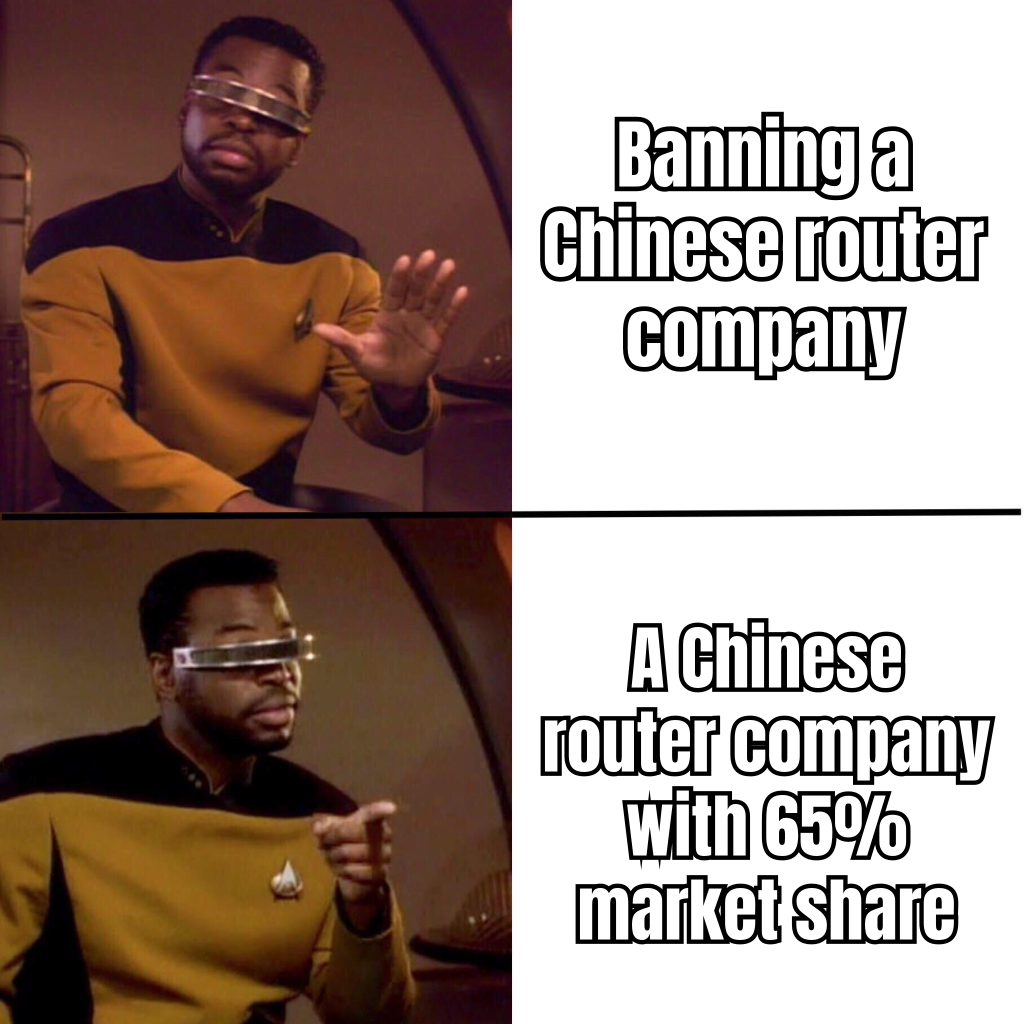 Banning a
Chinese router
company
A Chinese
router company
with 65%
market share